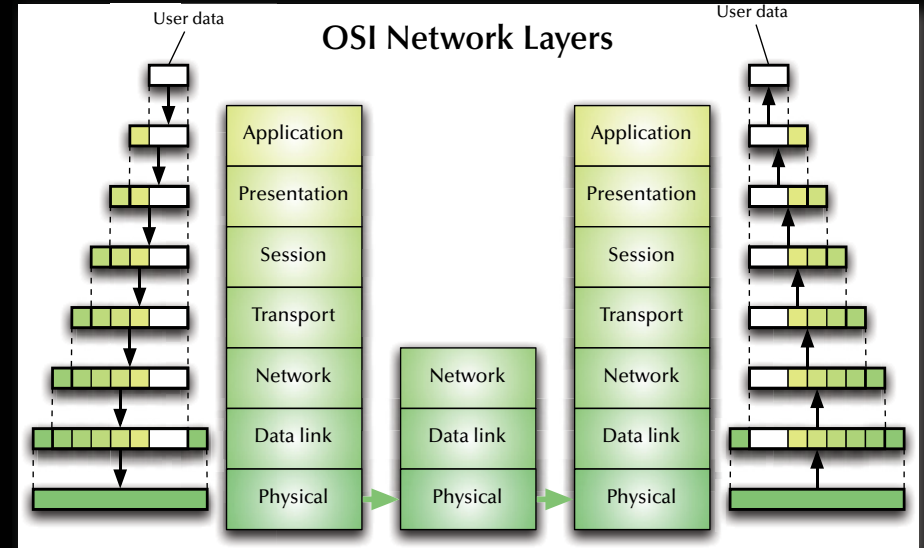 User data
OSI Network Layers
User data
Application
Presentation
Session
Transport
Network
Data link
Physical
Network
Data link
Physical
Application
Presentation
Session
Transport
Network
Data link
Physical